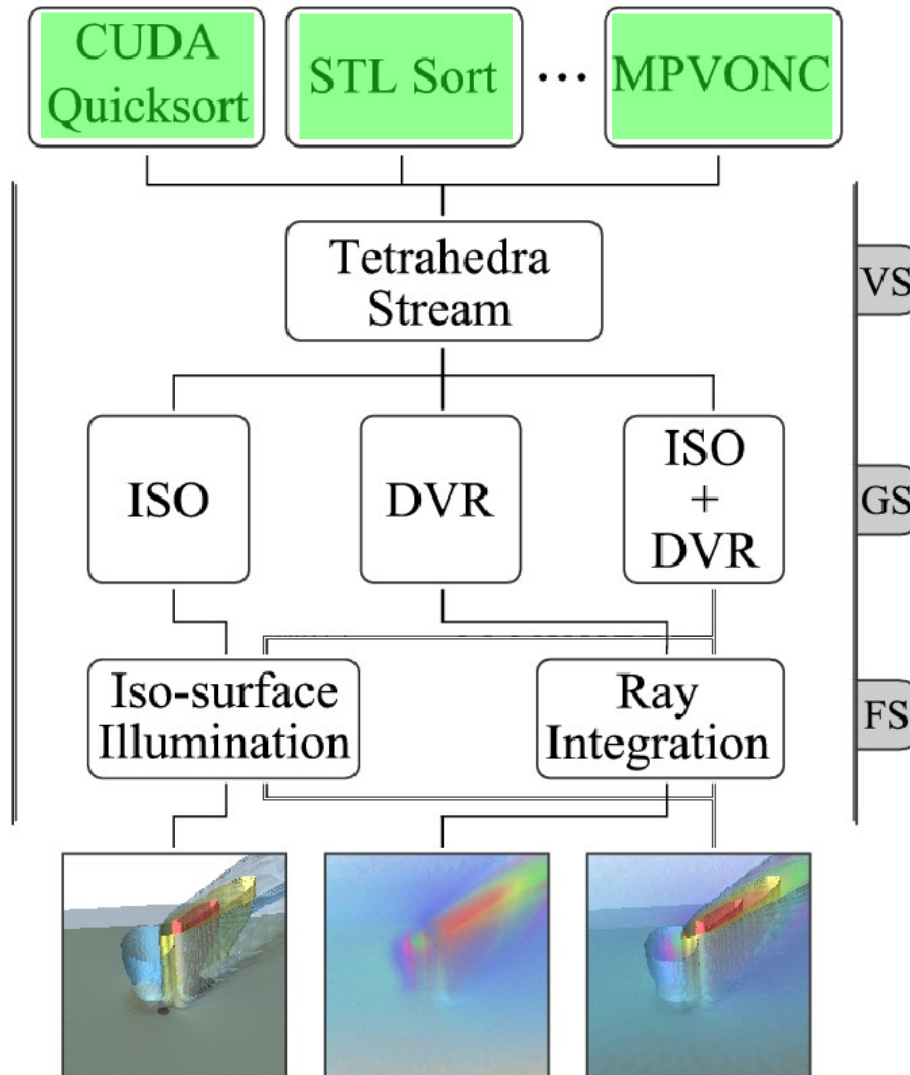 CUDA
Quicksort
STL Sort
...
MPVONC
Tetrahedra
Stream
VS
ISO
DVR
ISO
+
DVR
GS
Iso-surface
Illumination
Ray
Integration
FS